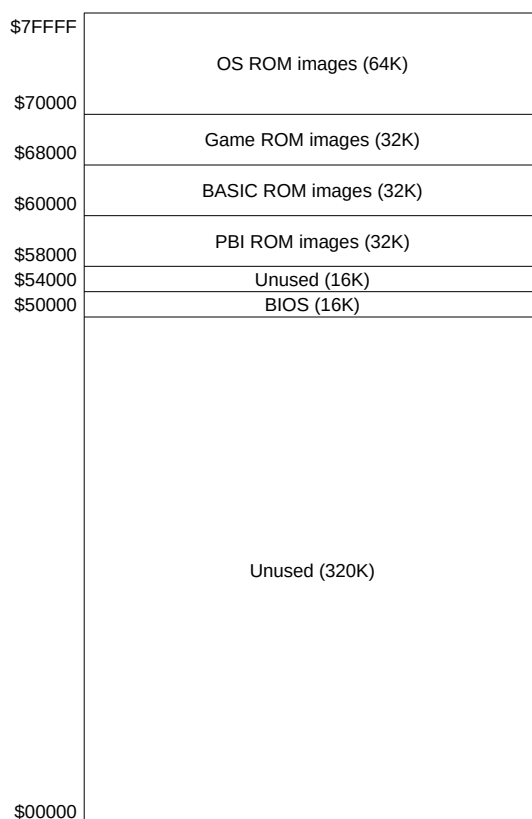 $7FFFF
OS ROM images (64K)
$70000
Game ROM images (32K)
$68000
BASIC ROM images (32K)
$60000
PBI ROM images (32K)
$58000
$54000 Unused (16K)
$50000 BIOS (16K)
Unused (320K)
$00000